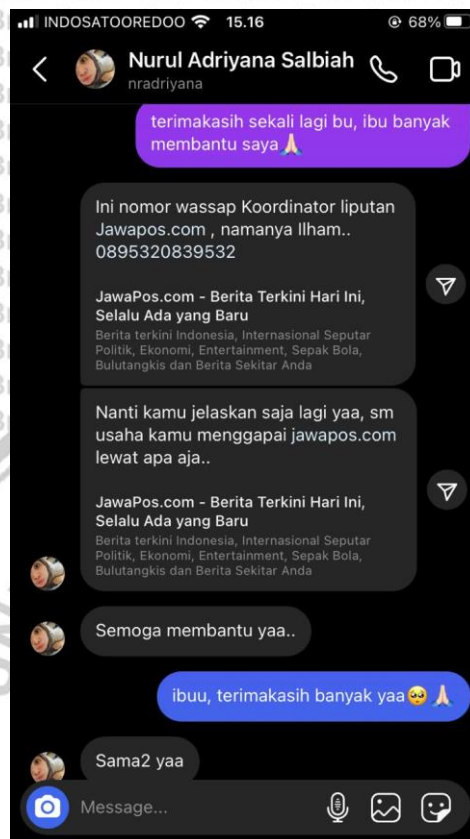 INDOSATOOREDOO 15.16 68%
Nurul Adriyana Salbiah
nradriyana
terimakasih sekali lagi bu, ibu banyak
membantu saya🙏🏻
Ini nomor wassap Koordinator liputan
Jawapos.com , namanya Ilham..
0895320839532
JawaPos.com - Berita Terkini Hari Ini,
Selalu Ada yang Baru
Berita terkini Indonesia, Internasional Seputar
Politik, Ekonomi, Entertainment, Sepak Bola,
Bulutangkis dan Berita Sekitar Anda
Nanti kamu jelaskan saja lagi yaa, sm
usaha kamu menggapai jawapos.com
lewat apa aja..
JawaPos.com - Berita Terkini Hari Ini,
Selalu Ada yang Baru
Berita terkini Indonesia, Internasional Seputar
Politik, Ekonomi, Entertainment, Sepak Bola,
Bulutangkis dan Berita Sekitar Anda
Semoga membantu yaa..
ibuu, terimakasih banyak yaa🥺🙏🏻
Sama2 yaa
Message...